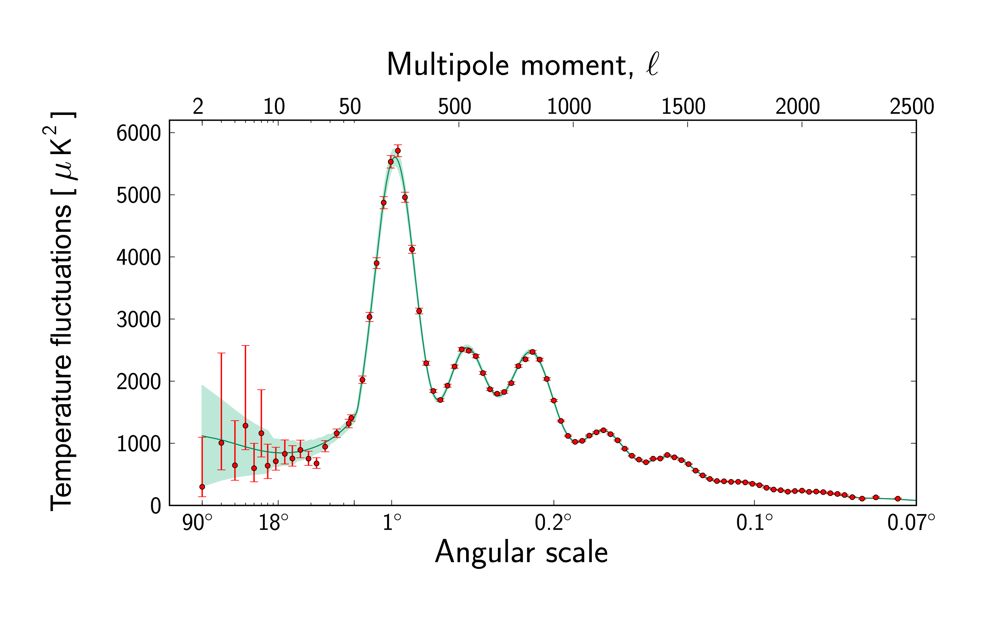 Multipole moment, ℓ
2 10 50 500 1000 1500 2000 2500
Temperature fluctuations [ μ K² ]
6000
5000
4000
3000
2000
1000
0
90° 18° 1° 0.2° 0.1° 0.07°
Angular scale